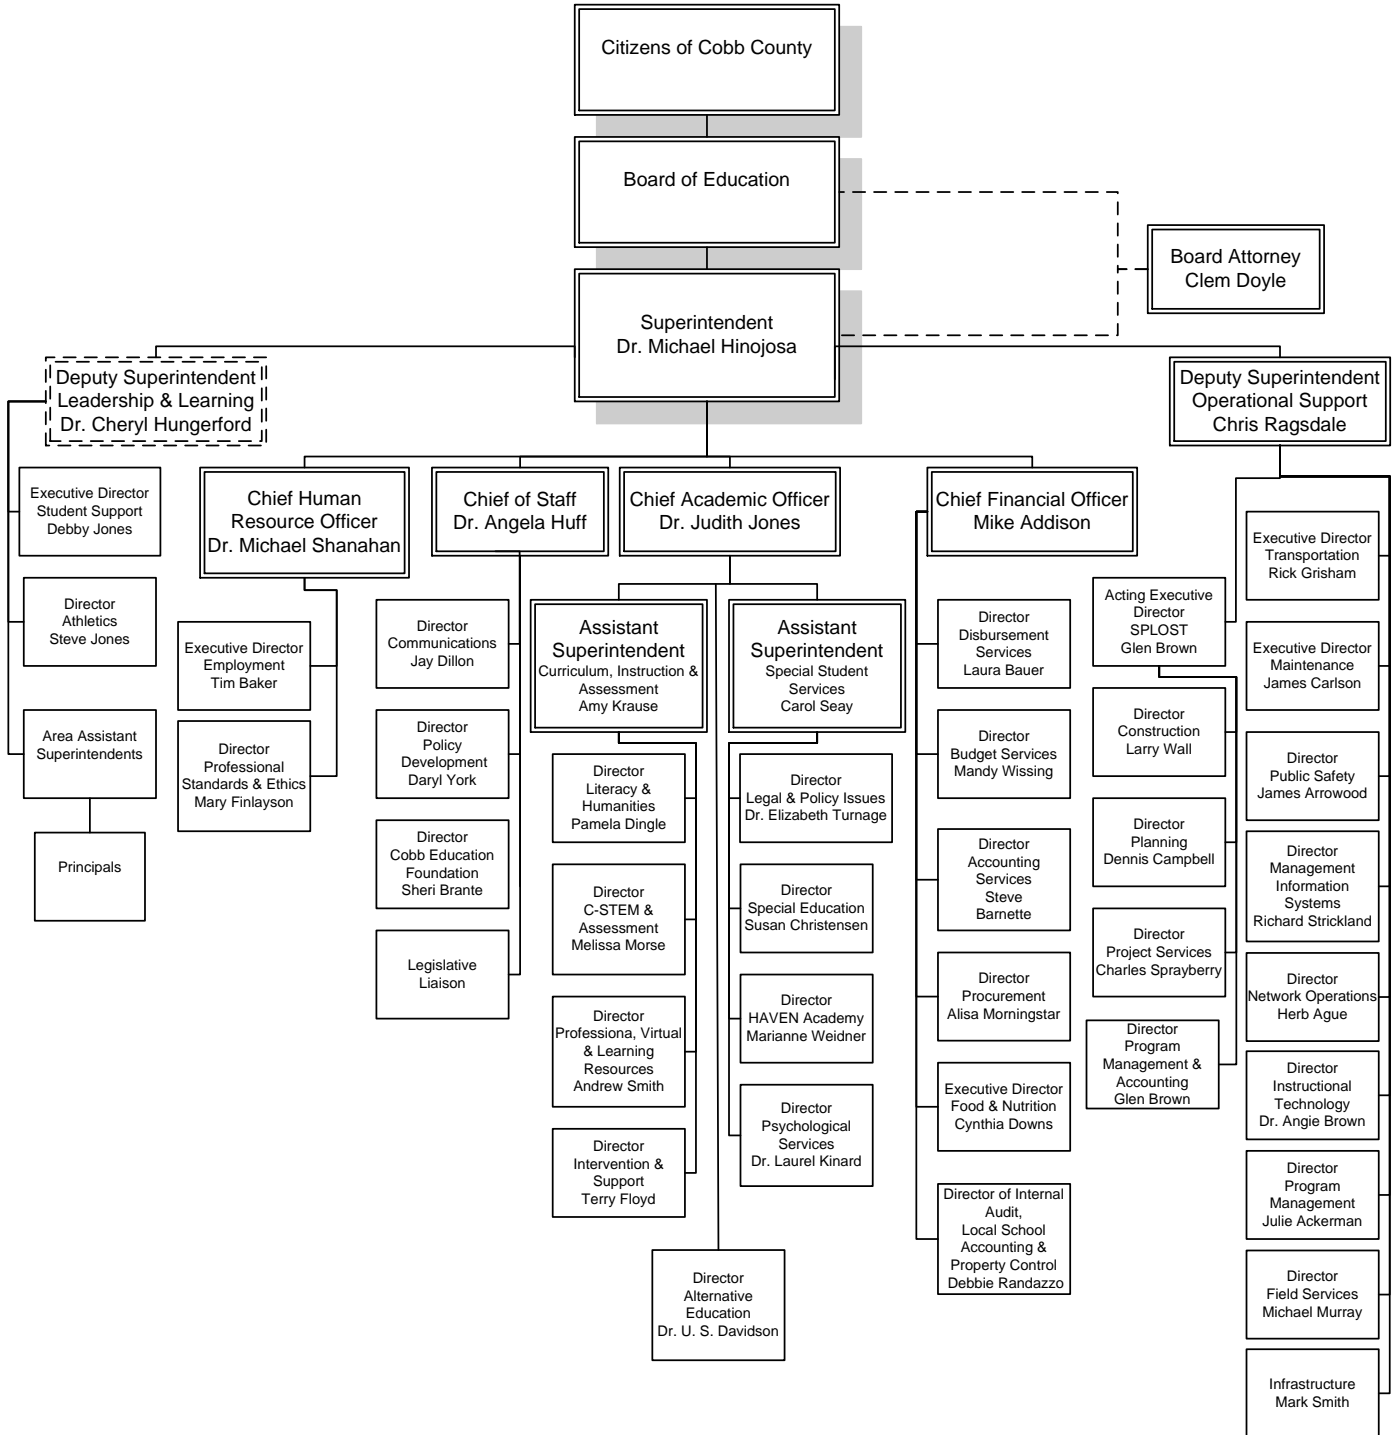 Citizens of Cobb County
Board of Education
Board Attorney
Clem Doyle
Superintendent
Dr. Michael Hinojosa
Deputy Superintendent
Leadership & Learning
Dr. Cheryl Hungerford
Deputy Superintendent
Operational Support
Chris Ragsdale
Executive Director
Student Support
Debby Jones
Director
Athletics
Steve Jones
Area Assistant
Superintendents
Principals
Chief Human
Resource Officer
Dr. Michael Shanahan
Executive Director
Employment
Tim Baker
Director
Professional
Standards & Ethics
Mary Finlayson
Chief of Staff
Dr. Angela Huff
Director
Communications
Jay Dillon
Director
Policy
Development
Daryl York
Director
Cobb Education
Foundation
Sheri Brante
Legislative
Liaison
Chief Academic Officer
Dr. Judith Jones
Assistant
Superintendent
Curriculum, Instruction &
Assessment
Amy Krause
Director
Literacy &
Humanities
Pamela Dingle
Director
C-STEM &
Assessment
Melissa Morse
Director
Professiona, Virtual
& Learning
Resources
Andrew Smith
Director
Intervention &
Support
Terry Floyd
Assistant
Superintendent
Special Student
Services
Carol Seay
Director
Legal & Policy Issues
Dr. Elizabeth Turnage
Director
Special Education
Susan Christensen
Director
HAVEN Academy
Marianne Weidner
Director
Psychological
Services
Dr. Laurel Kinard
Director
Alternative
Education
Dr. U. S. Davidson
Chief Financial Officer
Mike Addison
Director
Disbursement
Services
Laura Bauer
Director
Budget Services
Mandy Wissing
Director
Accounting
Services
Steve
Barnette
Director
Procurement
Alisa Morningstar
Executive Director
Food & Nutrition
Cynthia Downs
Director of Internal
Audit,
Local School
Accounting &
Property Control
Debbie Randazzo
Acting Executive
Director
SPLOST
Glen Brown
Director
Construction
Larry Wall
Director
Planning
Dennis Campbell
Director
Project Services
Charles Sprayberry
Director
Program
Management &
Accounting
Glen Brown
Executive Director
Transportation
Rick Grisham
Executive Director
Maintenance
James Carlson
Director
Public Safety
James Arrowood
Director
Management
Information
Systems
Richard Strickland
Director
Network Operations
Herb Ague
Director
Instructional
Technology
Dr. Angie Brown
Director
Program
Management
Julie Ackerman
Director
Field Services
Michael Murray
Infrastructure
Mark Smith